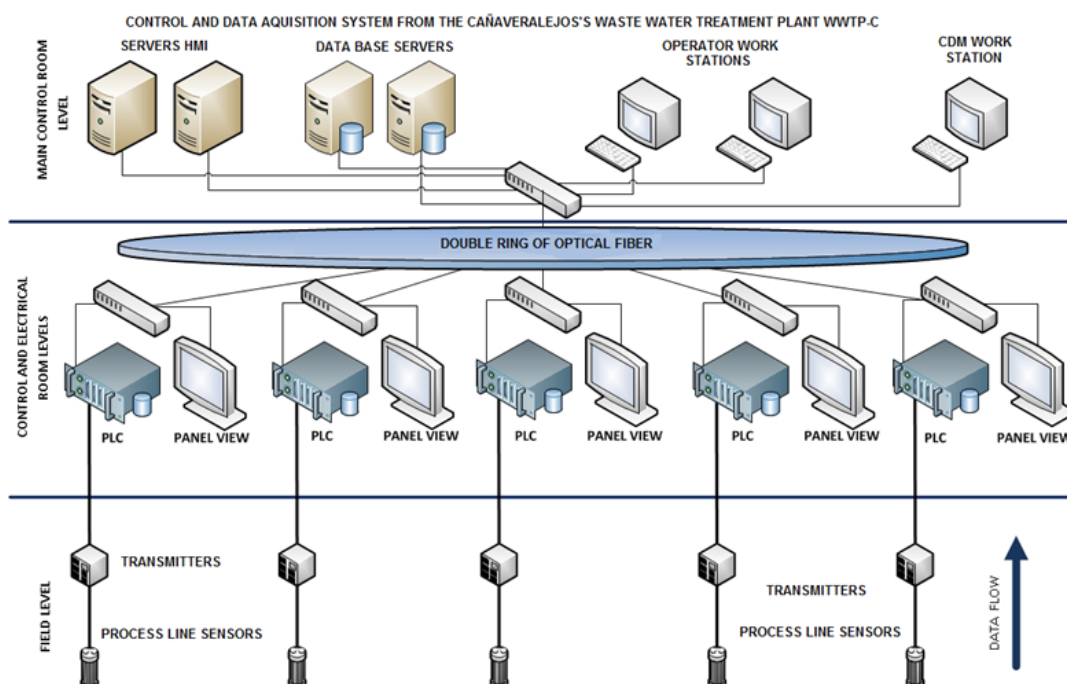 CONTROL AND DATA AQUISITION SYSTEM FROM THE CAÑAVERALEJOS'S WASTE WATER TREATMENT PLANT WWTP-C
SERVERS HMI
DATA BASE SERVERS
OPERATOR WORK
STATIONS
CDM WORK
STATION
MAIN CONTROL ROOM
LEVEL
DOUBLE RING OF OPTICAL FIBER
CONTROL AND ELECTRICAL
ROOM LEVELS
PLC
PANEL VIEW
PLC
PANEL VIEW
PLC
PANEL VIEW
PLC
PANEL VIEW
PLC
PANEL VIEW
FIELD LEVEL
TRANSMITTERS
TRANSMITTERS
PROCESS LINE SENSORS
PROCESS LINE SENSORS
DATA FLOW